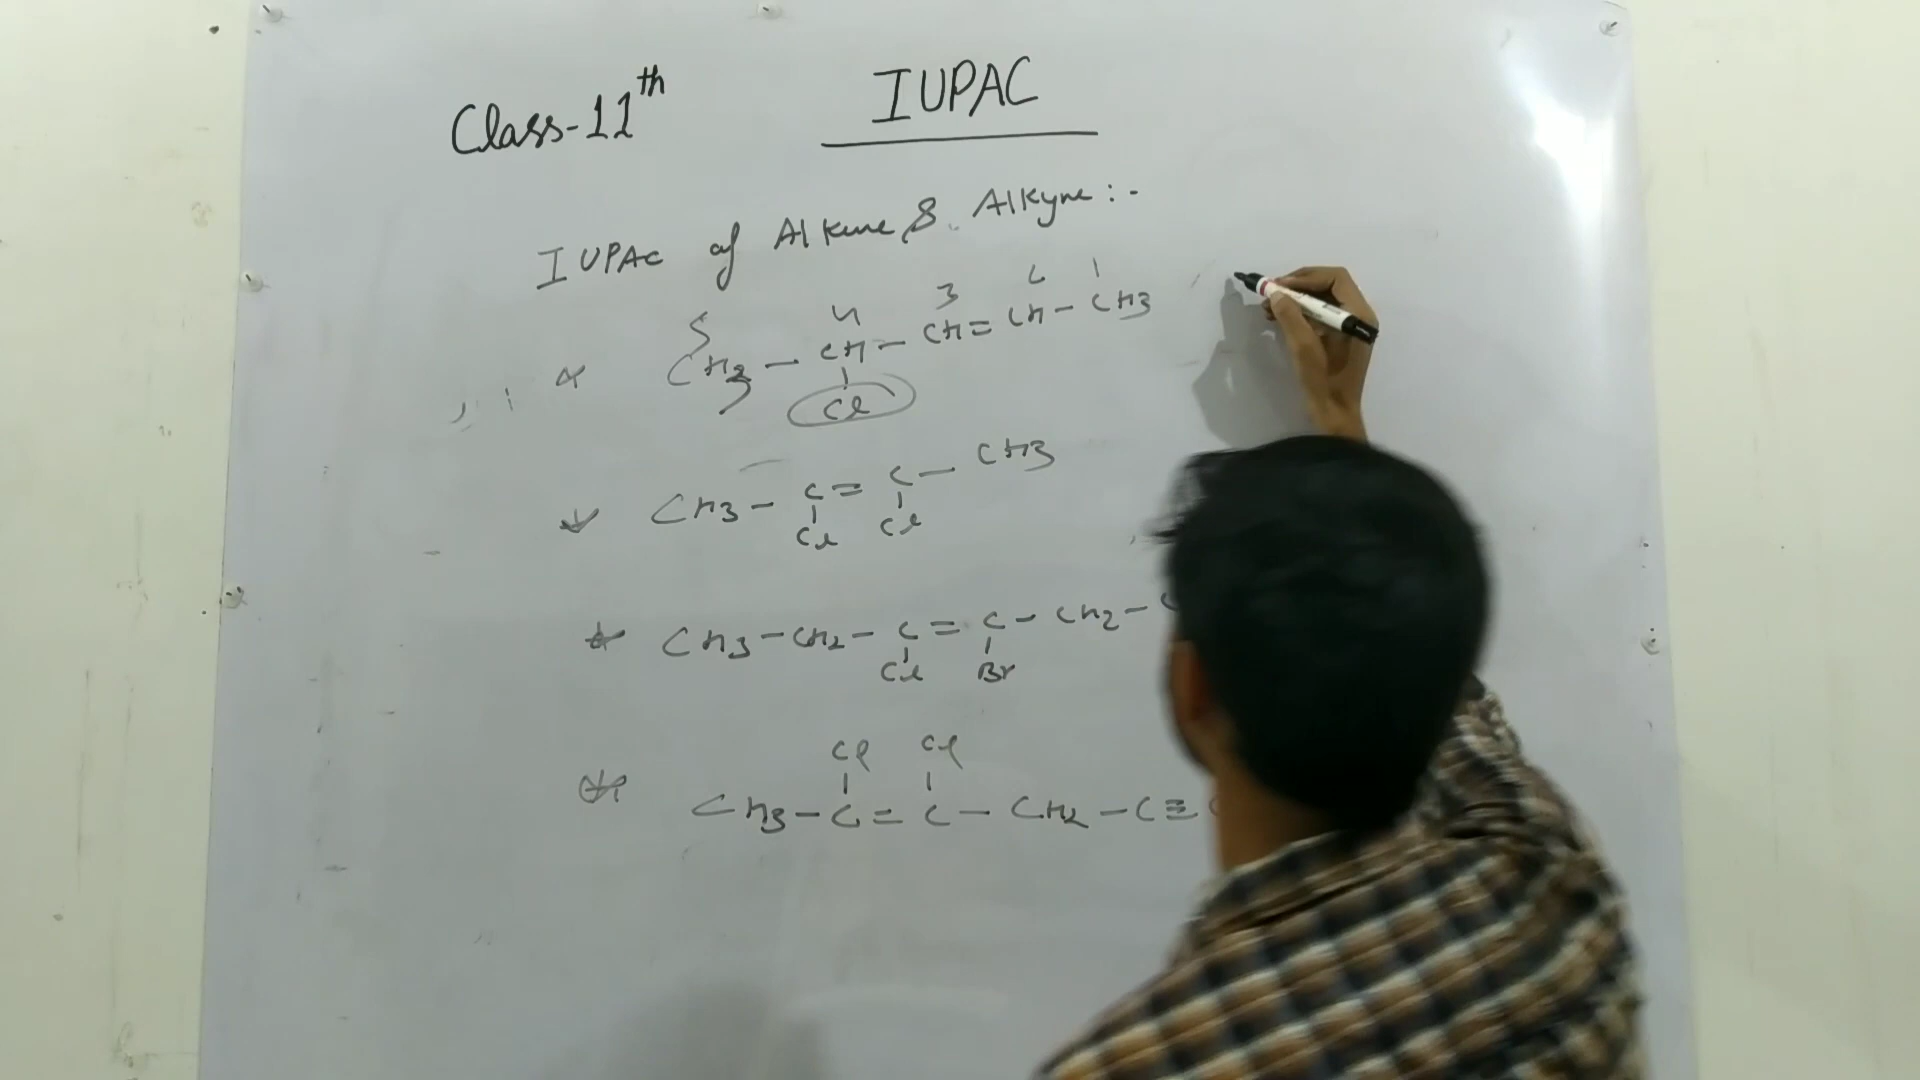 Class-11th
IUPAC
IUPAC of Alkene & Alkyne :-
5 4 3 2 1
CH3 - CH - CH = CH - CH3
Cl
CH3 - C = C - CH3
Cl Cl
CH3 - CH2 - C = C - CH2 -
Cl Br
Cl Cl
CH3 - C = C - CH2 - C ≡